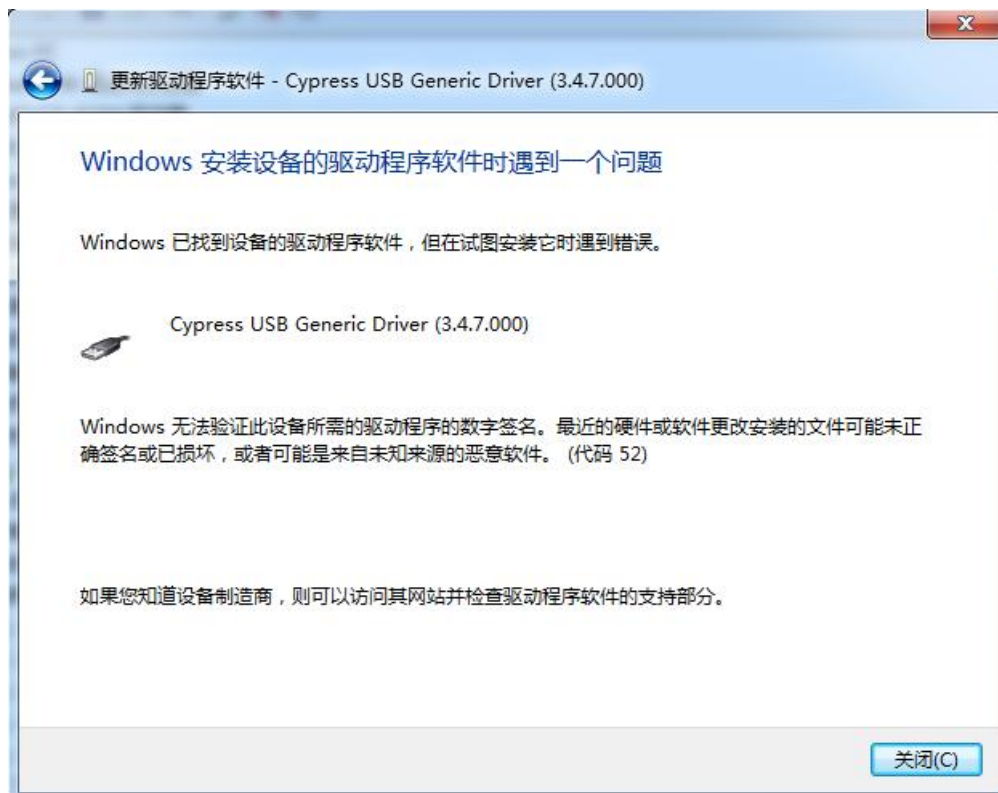 更新驱动程序软件 - Cypress USB Generic Driver (3.4.7.000)
Windows 安装设备的驱动程序软件时遇到一个问题
Windows 已找到设备的驱动程序软件，但在试图安装它时遇到错误。
Cypress USB Generic Driver (3.4.7.000)
Windows 无法验证此设备所需的驱动程序的数字签名。最近的硬件或软件更改安装的文件可能未正
确签名或已损坏，或者可能是来自未知来源的恶意软件。 (代码 52)
如果您知道设备制造商，则可以访问其网站并检查驱动程序软件的支持部分。
关闭(C)